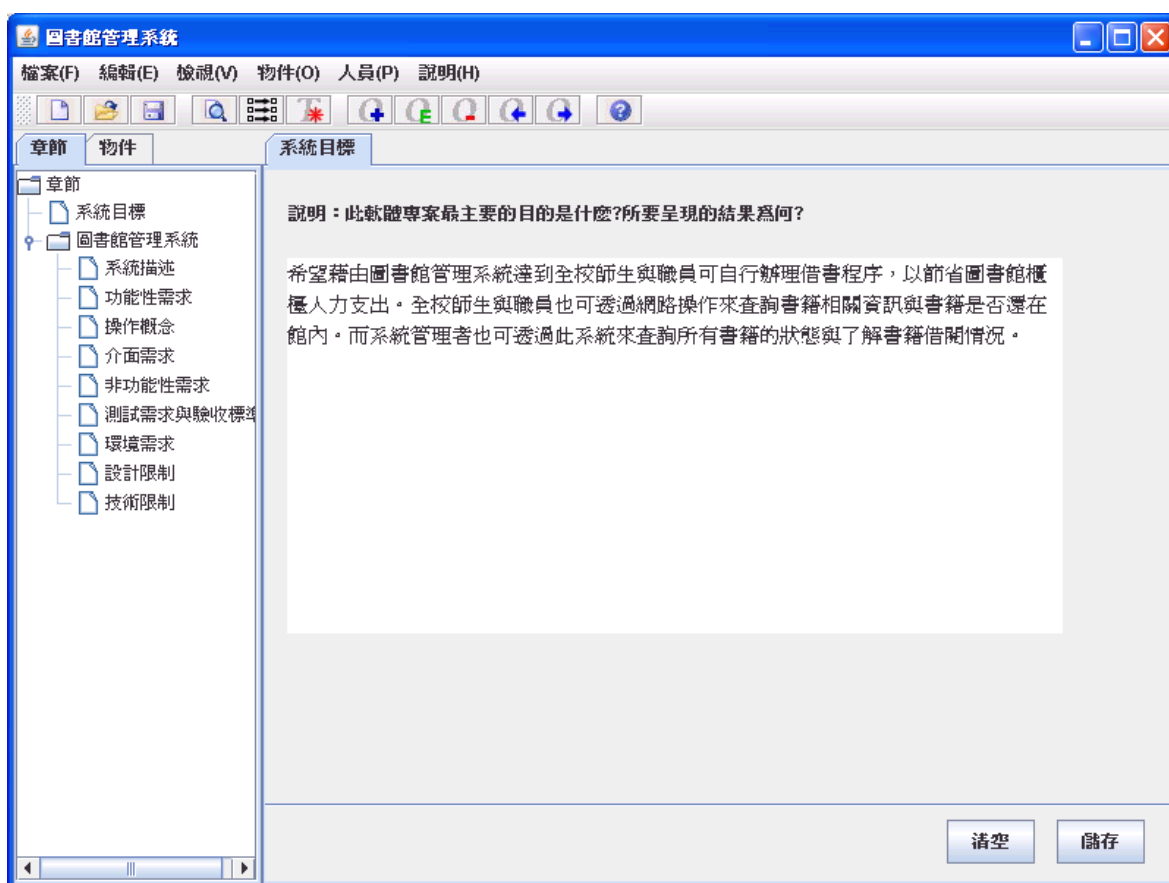 圖書館管理系統
檔案(F) 編輯(E) 檢視(V) 物件(O) 人員(P) 說明(H)
章節 物件
系統目標
章節
系統目標
圖書館管理系統
系統描述
功能性需求
操作概念
介面需求
非功能性需求
測試需求與驗收標準
環境需求
設計限制
技術限制
說明：此軟體專案最主要的目的是什麼?所要呈現的結果為何?
希望藉由圖書館管理系統達到全校師生與職員可自行辦理借書程序，以節省圖書館櫃
檯人力支出。全校師生與職員也可透過網路操作來查詢書籍相關資訊與書籍是否還在
館內。而系統管理者也可透過此系統來查詢所有書籍的狀態與了解書籍借閱情況。
清空 儲存